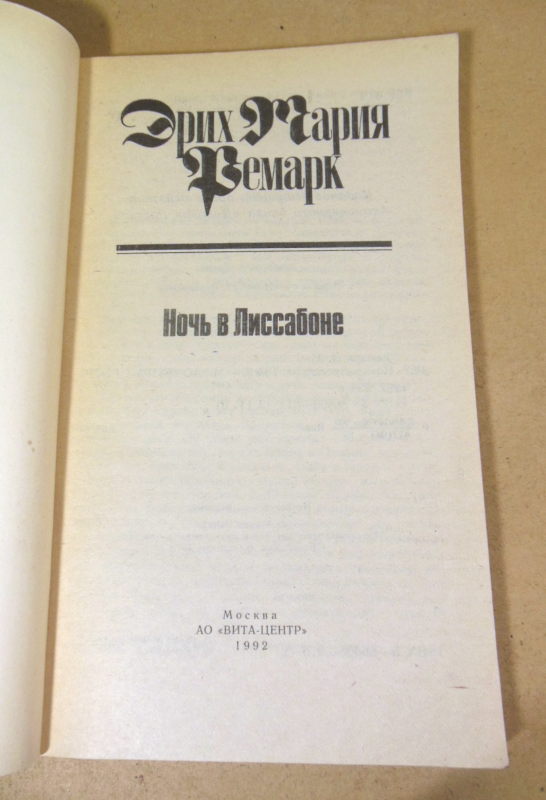 Эрих Мария
Ремарк
Ночь в Лиссабоне
Москва
АО «ВИТА-ЦЕНТР»
1992